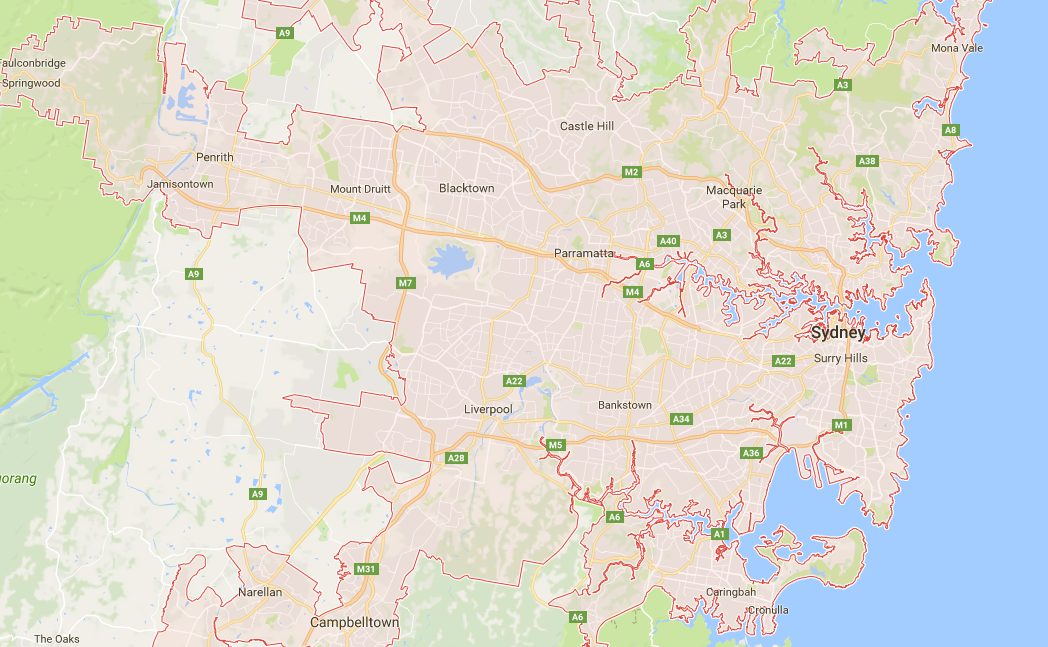 A9
Mona Vale
Faulconbridge
Springwood
A3
Castle Hill
A8
Penrith
A38
M2
Jamisontown
Mount Druitt
Blacktown
Macquarie
Park
M4
A3
A40
Parramatta
A6
A9
M7
M4
Sydney
Surry Hills
A22
A22
Liverpool
Bankstown
A34
M1
M5
A36
A28
orang
A9
A6
A1
M31
Narellan
Caringbah
Cronulla
A6
Campbelltown
The Oaks